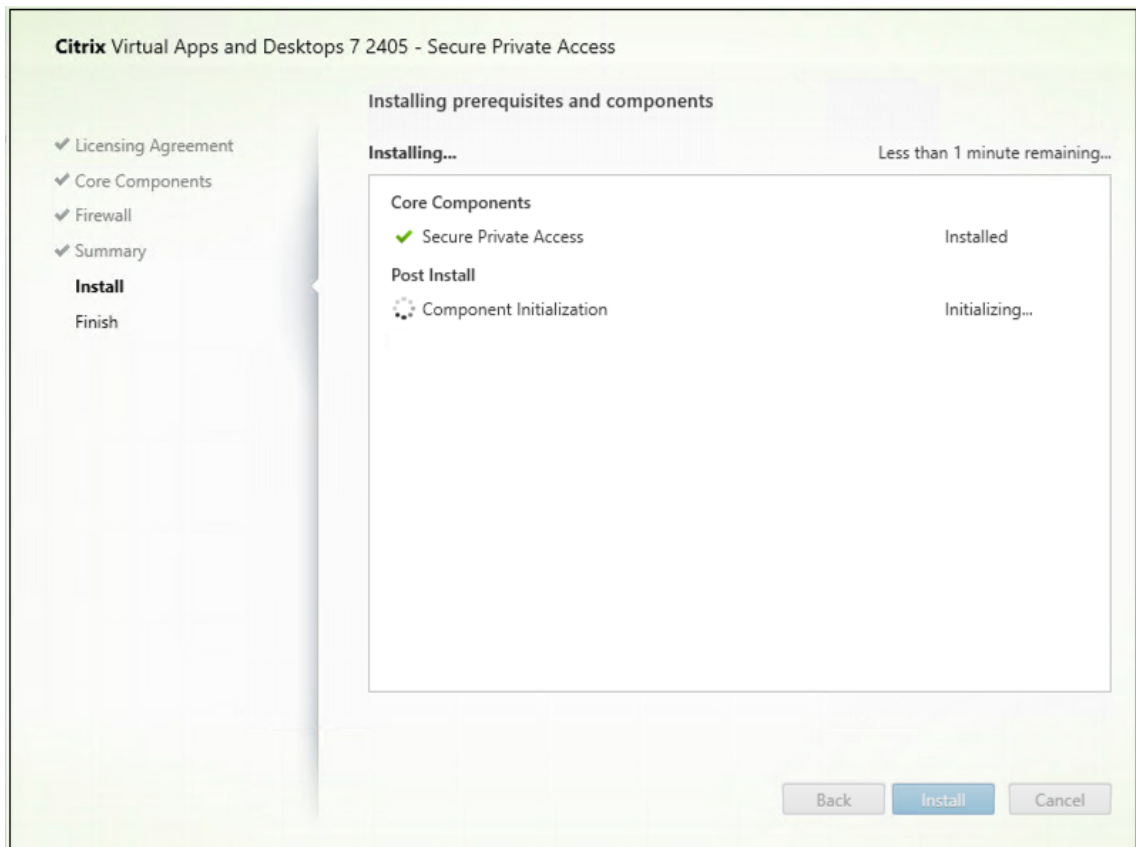 Citrix Virtual Apps and Desktops 7 2405 - Secure Private Access
Licensing Agreement
Core Components
Firewall
Summary
Install
Finish
Installing prerequisites and components
Installing... Less than 1 minute remaining...
Core Components
Secure Private Access Installed
Post Install
Component Initialization Initializing...
Back Install Cancel